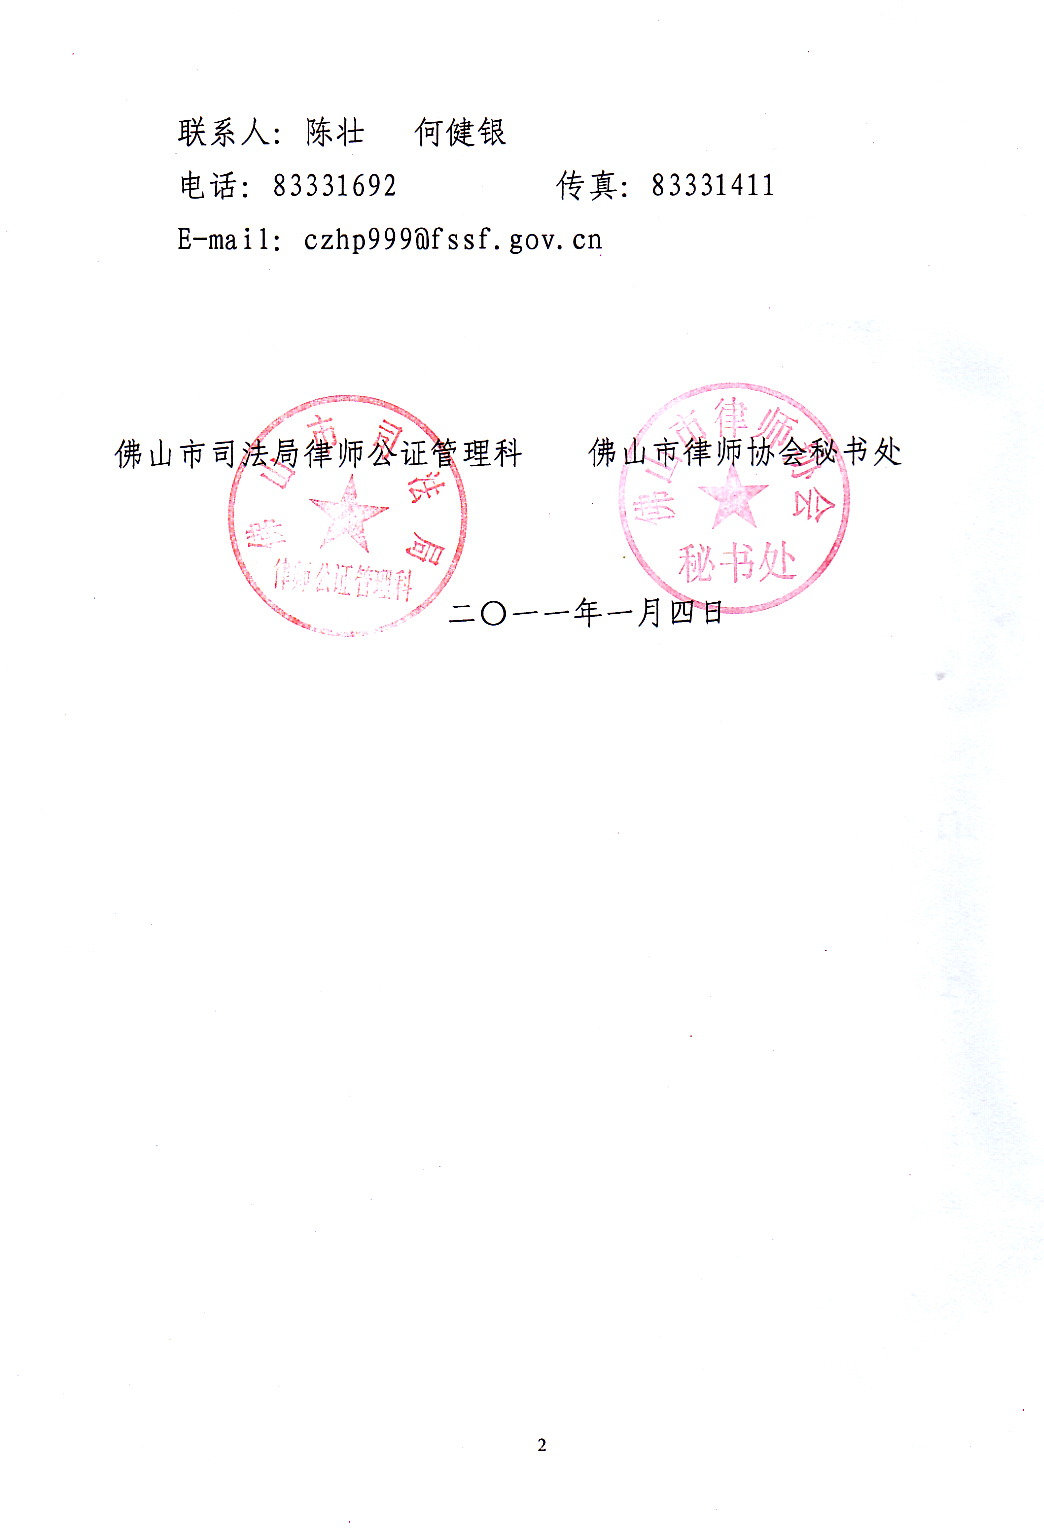 联系人：陈壮 何健银
电话：83331692 传真：83331411
E-mail：czhp999@fssf.gov.cn
佛山市司法局律师公证管理科 佛山市律师协会秘书处
佛山市司法局
律师公证管理科
佛山市律师协会
秘书处
二〇一一年一月四日
2